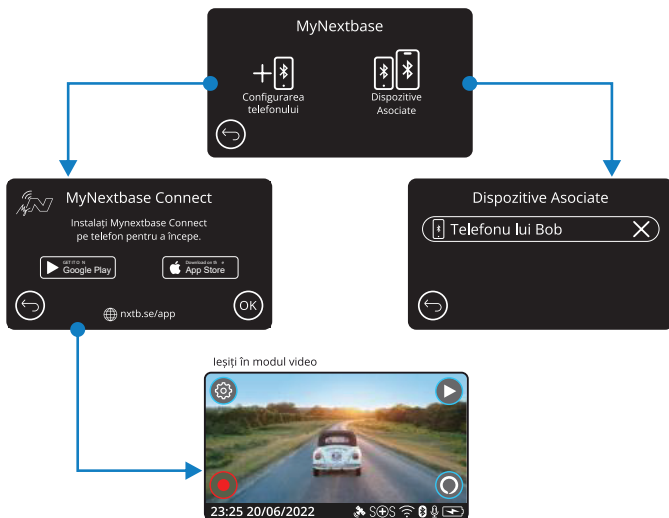 MyNextbase
Configurarea
telefonului
Dispozitive
Asociate
MyNextbase Connect
Instalați Mynextbase Connect
pe telefon pentru a începe.
GET IT O
Google Play
Download on
App Store
OK
nxtb.se/app
Dispozitive Asociate
Telefonu lui Bob
Ieșiți în modul video
23:25 20/06/2022
SOS